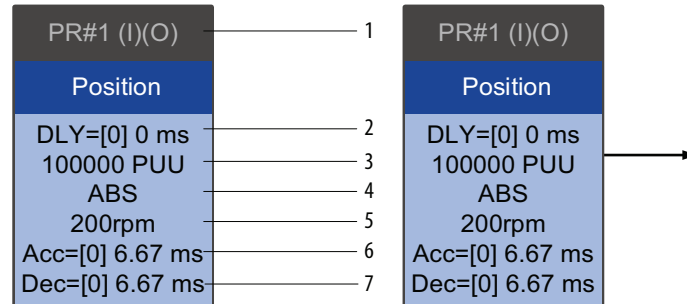 PR#1 (I)(O)
1
PR#1 (I)(O)
Position
Position
DLY=[0] 0 ms
2
DLY=[0] 0 ms
100000 PUU
3
100000 PUU
ABS
4
ABS
200rpm
5
200rpm
Acc=[0] 6.67 ms
6
Acc=[0] 6.67 ms
Dec=[0] 6.67 ms
7
Dec=[0] 6.67 ms